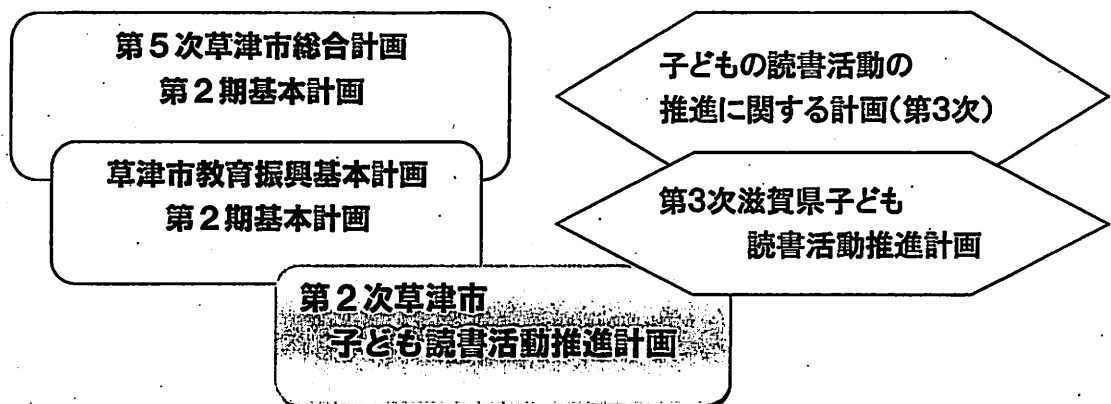 第５次草津市総合計画
第２期基本計画
草津市教育振興基本計画
第２期基本計画
子どもの読書活動の
推進に関する計画（第3次）
第3次滋賀県子ども
読書活動推進計画
第２次草津市
子ども読書活動推進計画